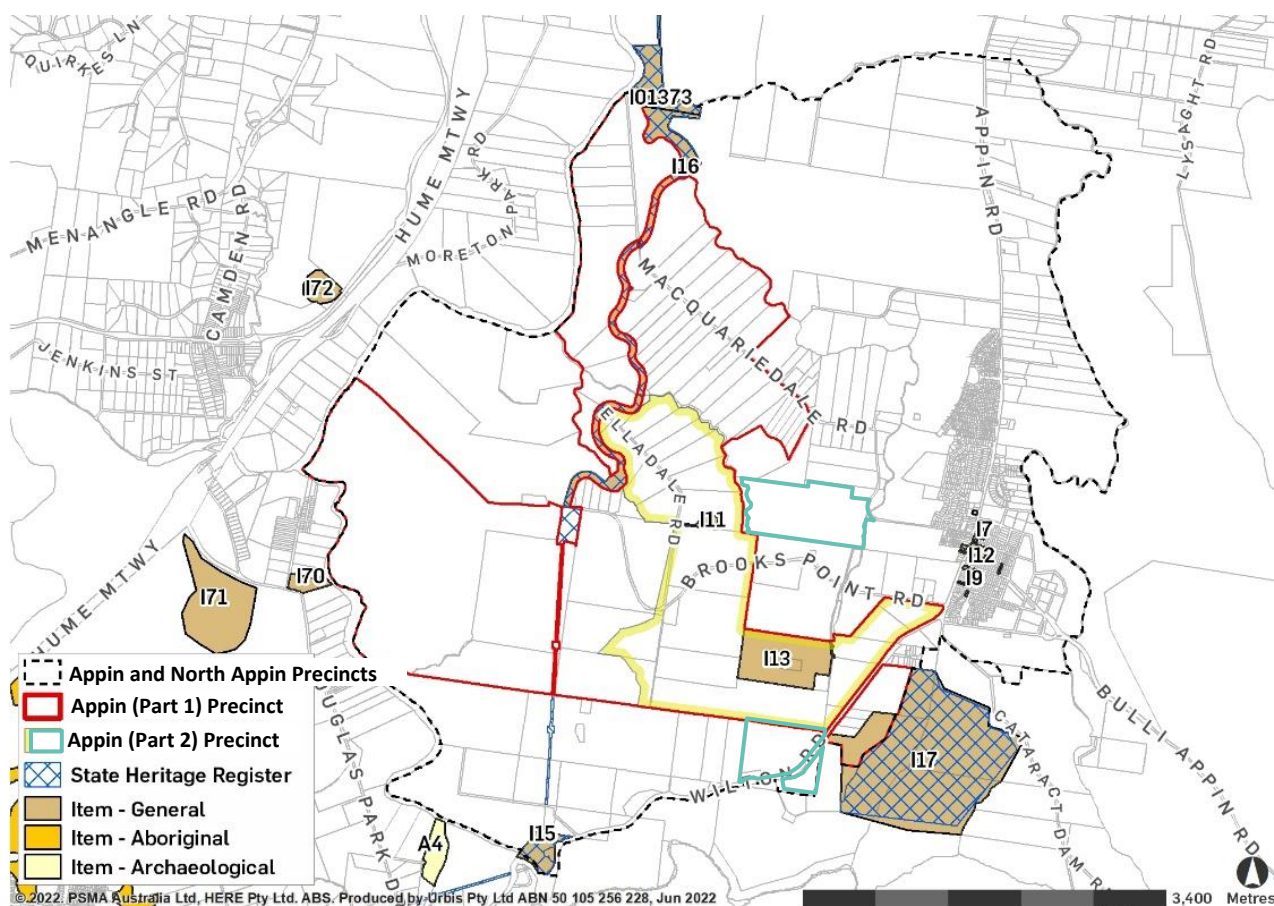 QUIRKES LN
HUME MTWY
MORETON PARK RD
I01373
APPIN RD
LYSAGHT RD
I16
MENANGLE RD
CAMDEN RD
I72
MACQUARIEDALE RD
JENKINS ST
ELLADALE RD
I11
I7
I12
I9
BROOKS POINT RD
I70
I71
HUME MTWY
I13
I17
Appin and North Appin Precincts
Appin (Part 1) Precinct
Appin (Part 2) Precinct
State Heritage Register
Item - General
Item - Aboriginal
Item - Archaeological
OUGLAS PARK D
WILTON RD
CATARACT DAM R
BULLI APPIN RD
I15
A4
©2022. PSMA Australia Ltd, HERE Pty Ltd. ABS. Produced by Urbis Pty Ltd ABN 50 105 256 228, Jun 2022
3,400 Metres